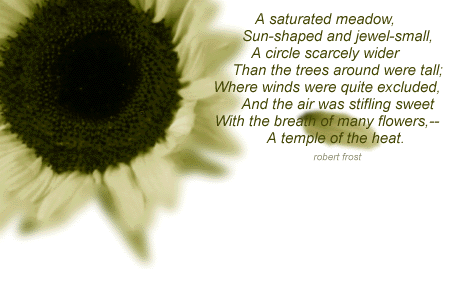 A saturated meadow,
Sun-shaped and jewel-small,
A circle scarcely wider
Than the trees around were tall;
Where winds were quite excluded,
And the air was stifling sweet
With the breath of many flowers,--
A temple of the heat.
robert frost